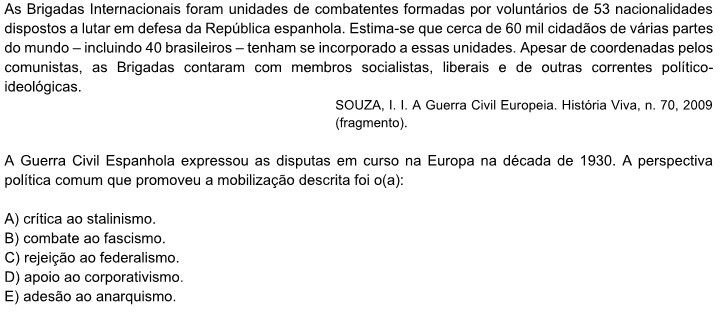 As Brigadas Internacionais foram unidades de combatentes formadas por voluntários de 53 nacionalidades
dispostos a lutar em defesa da República espanhola. Estima-se que cerca de 60 mil cidadãos de várias partes
do mundo – incluindo 40 brasileiros – tenham se incorporado a essas unidades. Apesar de coordenadas pelos
comunistas, as Brigadas contaram com membros socialistas, liberais e de outras correntes político-
ideológicas.
SOUZA, I. I. A Guerra Civil Europeia. História Viva, n. 70, 2009
(fragmento).
A Guerra Civil Espanhola expressou as disputas em curso na Europa na década de 1930. A perspectiva
política comum que promoveu a mobilização descrita foi o(a):
A) crítica ao stalinismo.
B) combate ao fascismo.
C) rejeição ao federalismo.
D) apoio ao corporativismo.
E) adesão ao anarquismo.